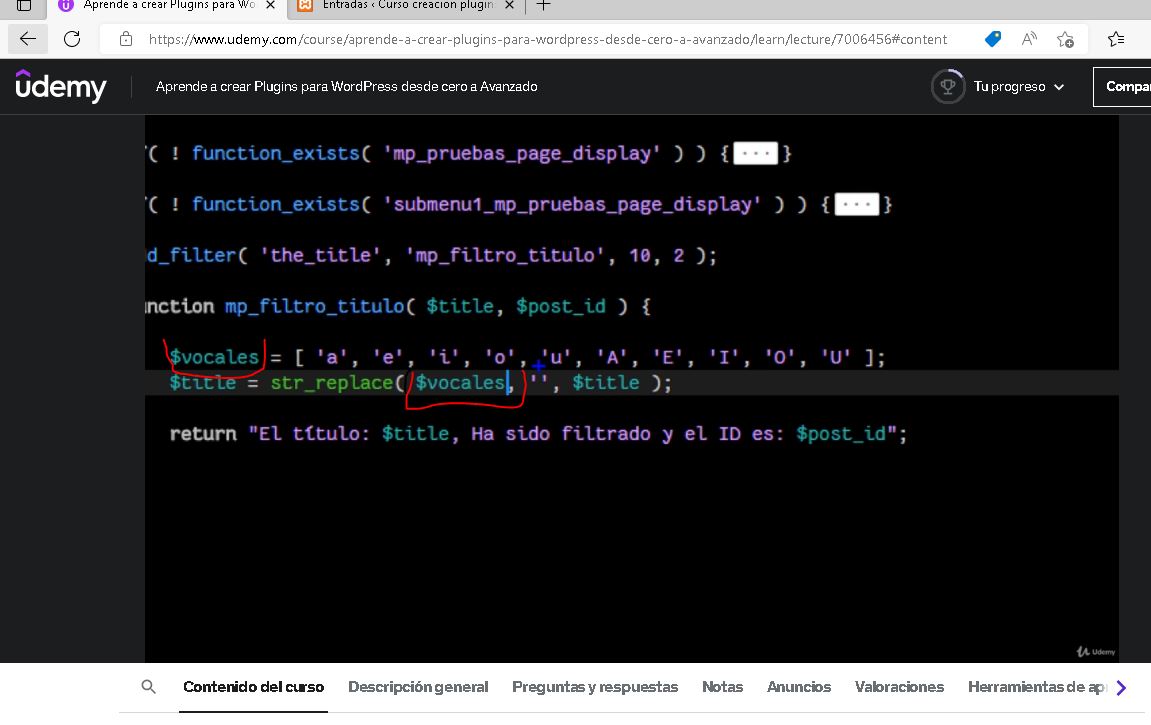 Aprende a crear Plugins para Wo
Entradas ‹ Curso creacion plugin
https://www.udemy.com/course/aprende-a-crear-plugins-para-wordpress-desde-cero-a-avanzado/learn/lecture/7006456#content
udemy
Aprende a crear Plugins para WordPress desde cero a Avanzado
Tu progreso
Compar
( ! function_exists( 'mp_pruebas_page_display' ) ) {...}
( ! function_exists( 'submenu1_mp_pruebas_page_display' ) ) {...}
d_filter( 'the_title', 'mp_filtro_titulo', 10, 2 );
nction mp_filtro_titulo( $title, $post_id ) {
$vocales = [ 'a', 'e', 'i', 'o', 'u', 'A', 'E', 'I', 'O', 'U' ];
$title = str_replace( $vocales, '', $title );
return "El título: $title, Ha sido filtrado y el ID es: $post_id";
Udemy
Contenido del curso
Descripción general
Preguntas y respuestas
Notas
Anuncios
Valoraciones
Herramientas de ap